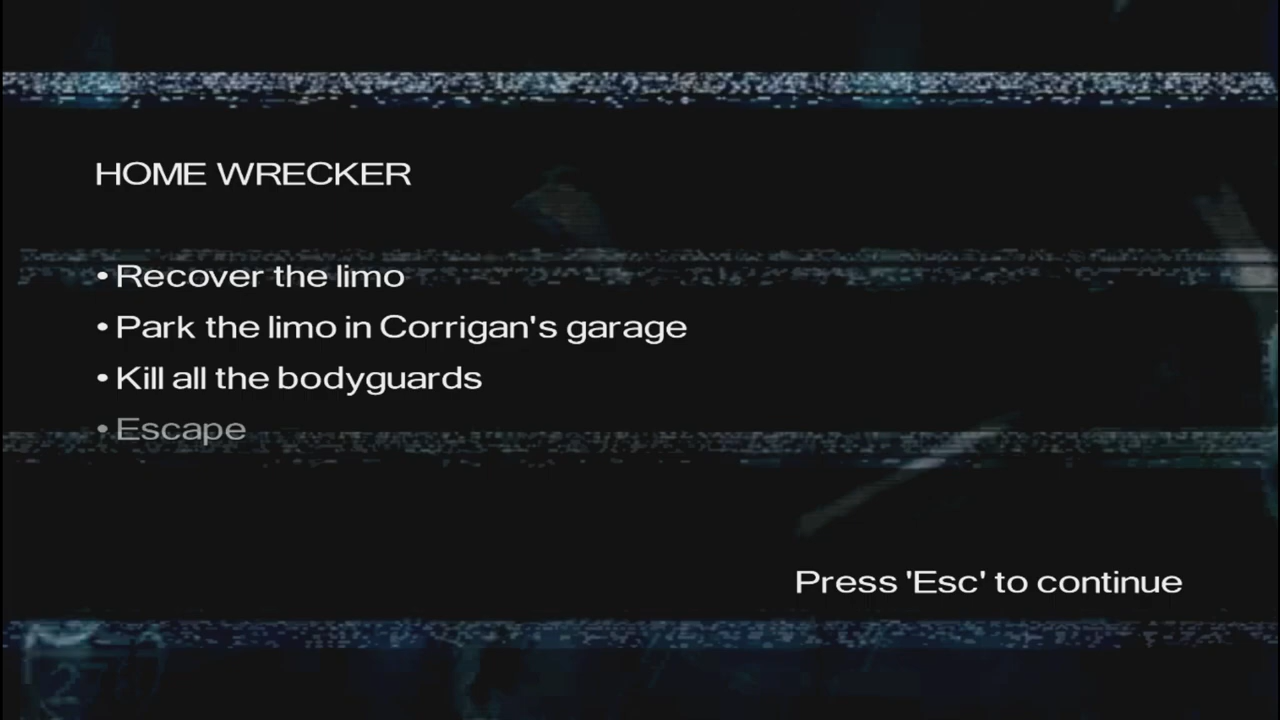 HOME WRECKER
• Recover the limo
• Park the limo in Corrigan's garage
• Kill all the bodyguards
• Escape
Press 'Esc' to continue
27